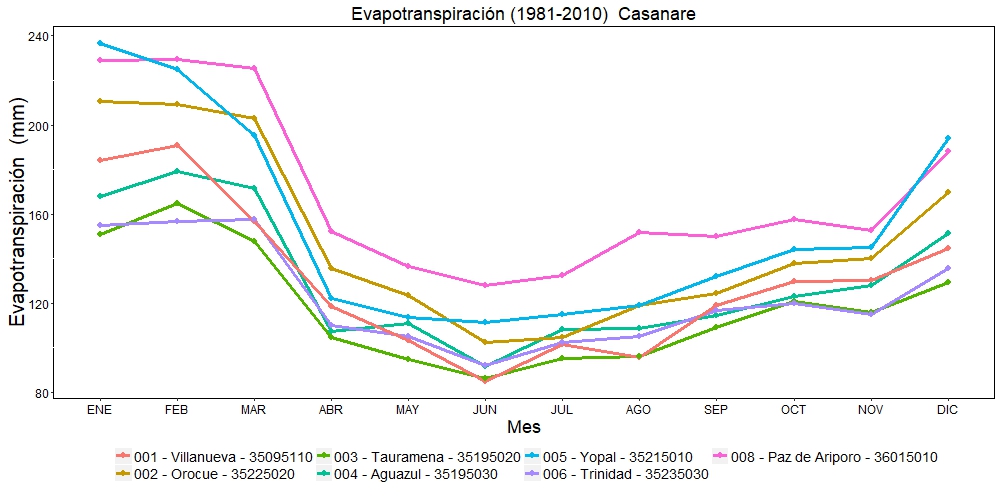 Evapotranspiración (1981-2010)  Casanare
Evapotranspiración  (mm)
240
200
160
120
80
ENE FEB MAR ABR MAY JUN JUL AGO SEP OCT NOV DIC
Mes
001 - Villanueva - 35095110 003 - Tauramena - 35195020 005 - Yopal - 35215010 008 - Paz de Ariporo - 36015010
002 - Orocue - 35225020 004 - Aguazul - 35195030 006 - Trinidad - 35235030